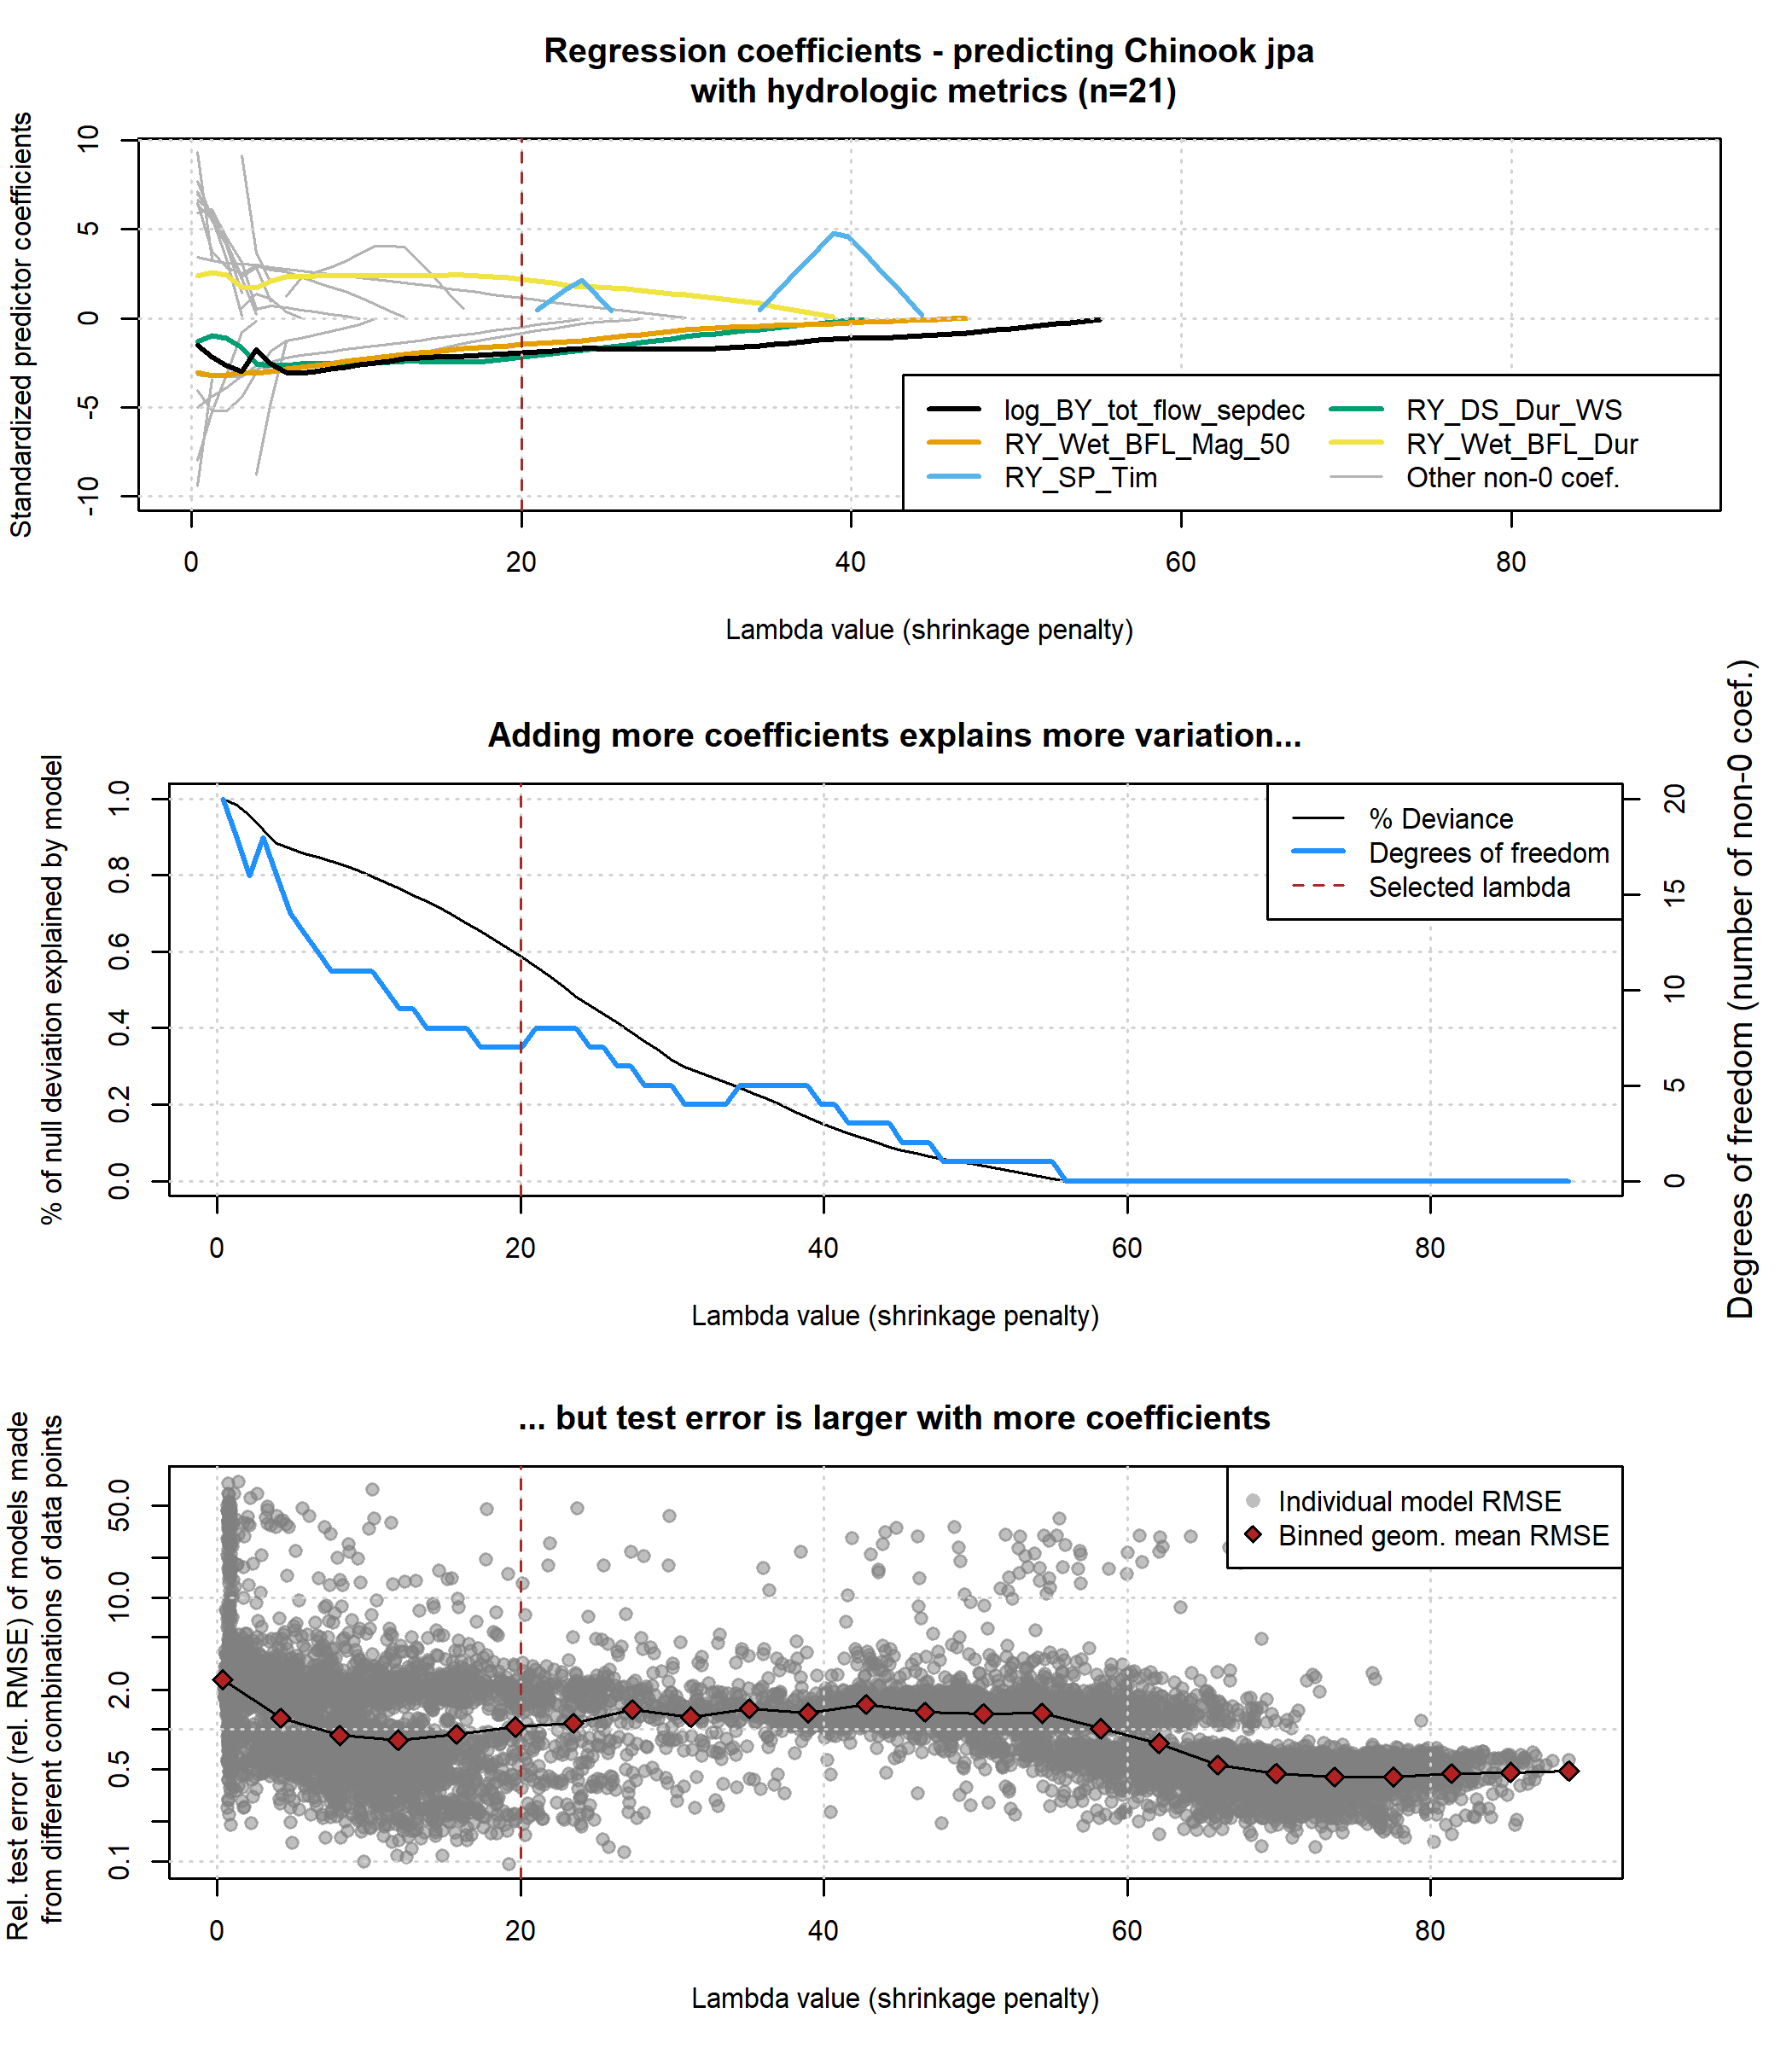 Regression coefficients - predicting Chinook jpa
with hydrologic metrics (n=21)
Standardized predictor coefficients
10
5
0
-5
-10
log_BY_tot_flow_sepdec
RY_Wet_BFL_Mag_50
RY_SP_Tim
RY_DS_Dur_WS
RY_Wet_BFL_Dur
Other non-0 coef.
0 20 40 60 80
Lambda value (shrinkage penalty)
Adding more coefficients explains more variation...
% of null deviation explained by model
1.0
0.8
0.6
0.4
0.2
0.0
% Deviance
Degrees of freedom
Selected lambda
20
15
10
5
0
Degrees of freedom (number of non-0 coef.)
0 20 40 60 80
Lambda value (shrinkage penalty)
... but test error is larger with more coefficients
Rel. test error (rel. RMSE) of models made
from different combinations of data points
50.0
10.0
2.0
0.5
0.1
Individual model RMSE
Binned geom. mean RMSE
0 20 40 60 80
Lambda value (shrinkage penalty)